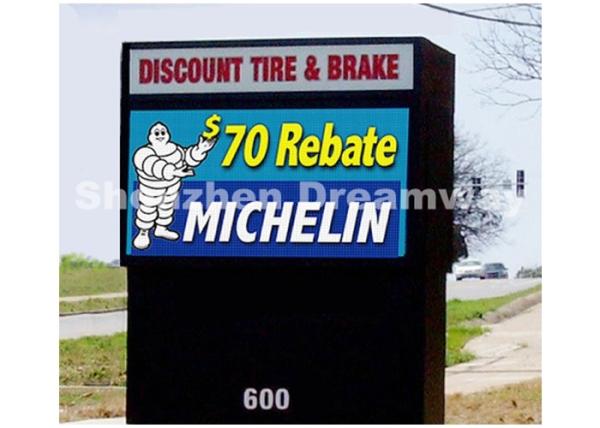 DISCOUNT TIRE & BRAKE
$70 Rebate
Shenzhen Dreamway
MICHELIN
600